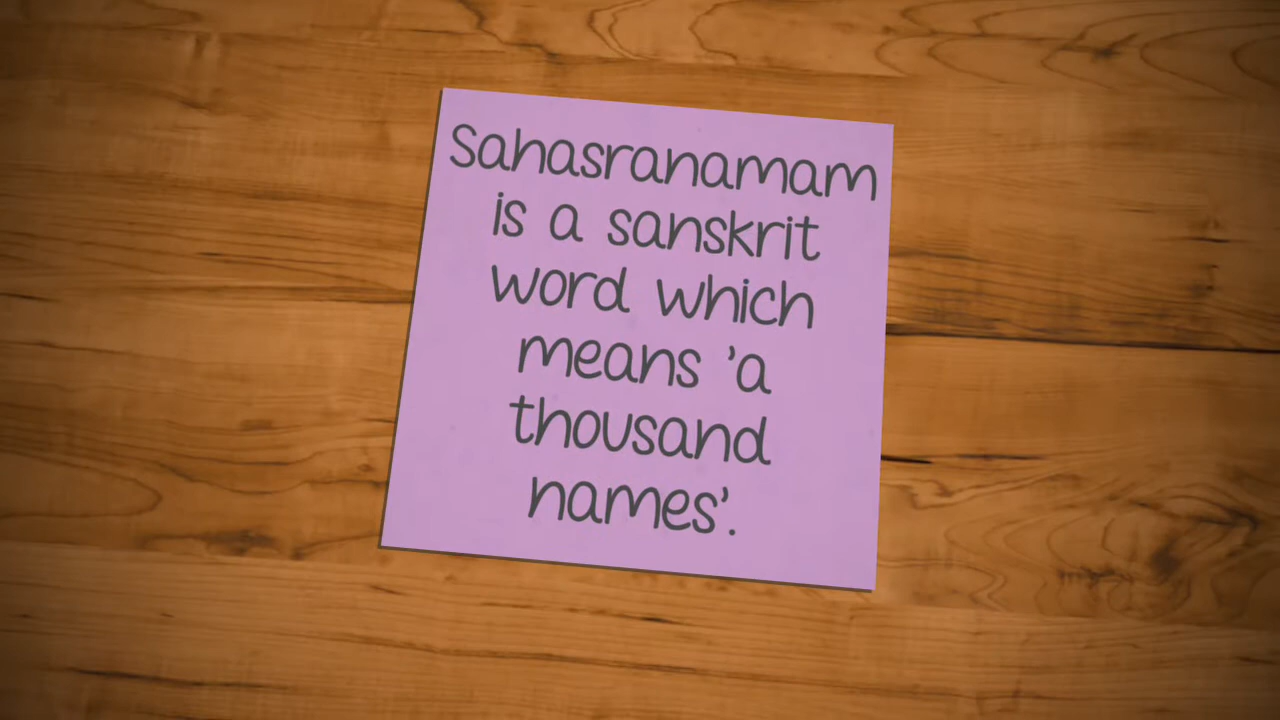 Sahasranamam
is a sanskrit
word which
means 'a
thousand
names'.